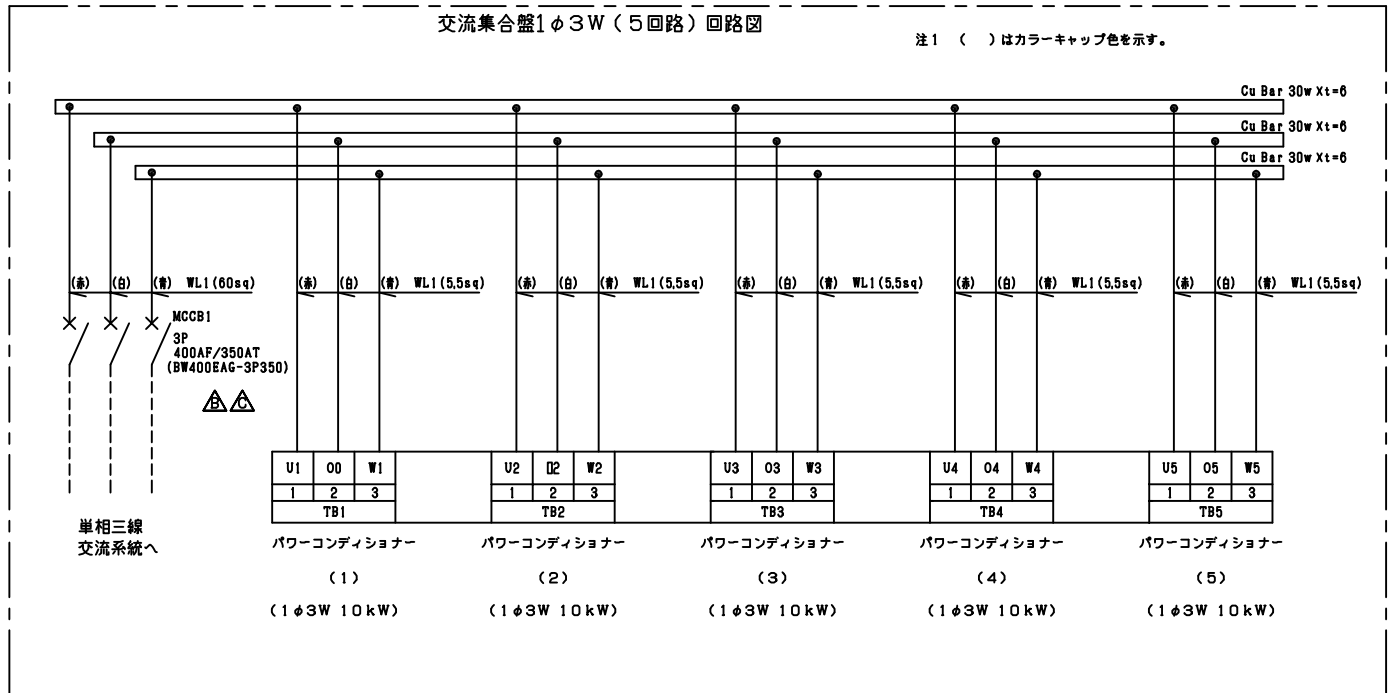 交流集合盤1φ3W(5回路)回路図
注1 ( )はカラーキャップ色を示す。
Cu Bar 30w Xt=6
Cu Bar 30w Xt=6
Cu Bar 30w Xt=6
(赤) (白) (青) WL1(60sq)
(赤) (白) (青) WL1(5,5sq)
(赤) (白) (青) WL1(5,5sq)
(赤) (白) (青) WL1(5,5sq)
(赤) (白) (青) WL1(5,5sq)
(赤) (白) (青) WL1(5,5sq)
MCCB1
3P
400AF/350AT
(BW400EAG-3P350)
B C
単相三線
交流系統へ
U1 O0 W1
1 2 3
TB1
パワーコンディショナー
(1)
(1φ3W 10kW)
U2 O2 W2
1 2 3
TB2
パワーコンディショナー
(2)
(1φ3W 10kW)
U3 O3 W3
1 2 3
TB3
パワーコンディショナー
(3)
(1φ3W 10kW)
U4 O4 W4
1 2 3
TB4
パワーコンディショナー
(4)
(1φ3W 10kW)
U5 O5 W5
1 2 3
TB5
パワーコンディショナー
(5)
(1φ3W 10kW)